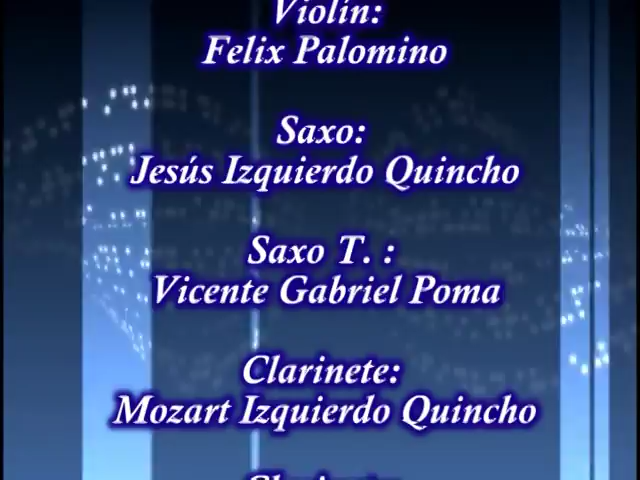 Violín:
Felix Palomino
Saxo:
Jesús Izquierdo Quincho
Saxo T. :
Vicente Gabriel Poma
Clarinete:
Mozart Izquierdo Quincho